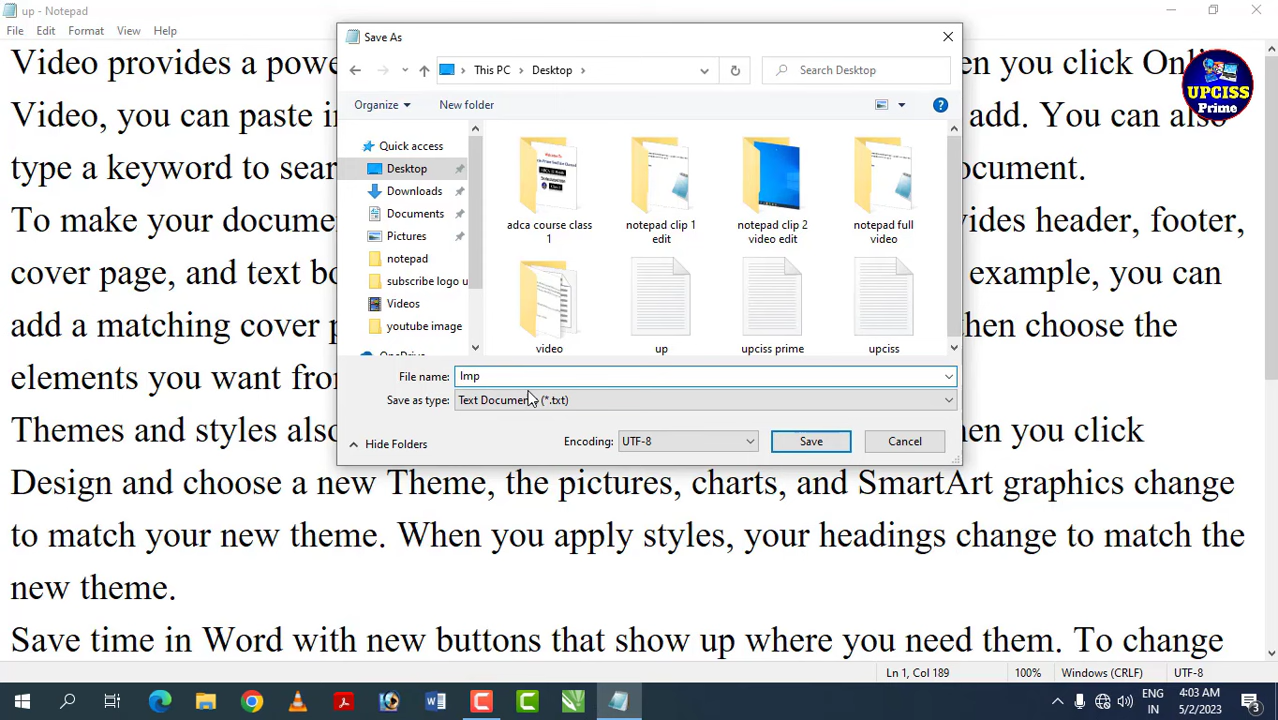 up - Notepad
File Edit Format View Help
Save As
This PC Desktop
Search Desktop
Organize
New folder
Quick access
Desktop
Downloads
Documents
Pictures
notepad
subscribe logo u
Videos
youtube image
OneDrive
adca course class
1
notepad clip 1
edit
notepad clip 2
video edit
notepad full
video
video
up
upciss prime
upciss
File name: Imp
Save as type: Text Documen (*.txt)
Hide Folders
Encoding: UTF-8
Save
Cancel
UPCISS
Prime
Video provides a powe en you click Onl
Video, you can paste i add. You can also
type a keyword to sear ocument.
To make your documen vides header, footer,
cover page, and text bo example, you can
add a matching cover p then choose the
elements you want from
Themes and styles also hen you click
Design and choose a new Theme, the pictures, charts, and SmartArt graphics change
to match your new theme. When you apply styles, your headings change to match the
new theme.
Save time in Word with new buttons that show up where you need them. To change
Ln 1, Col 189
100%
Windows (CRLF)
UTF-8
ENG
IN
4:03 AM
5/2/2023
3